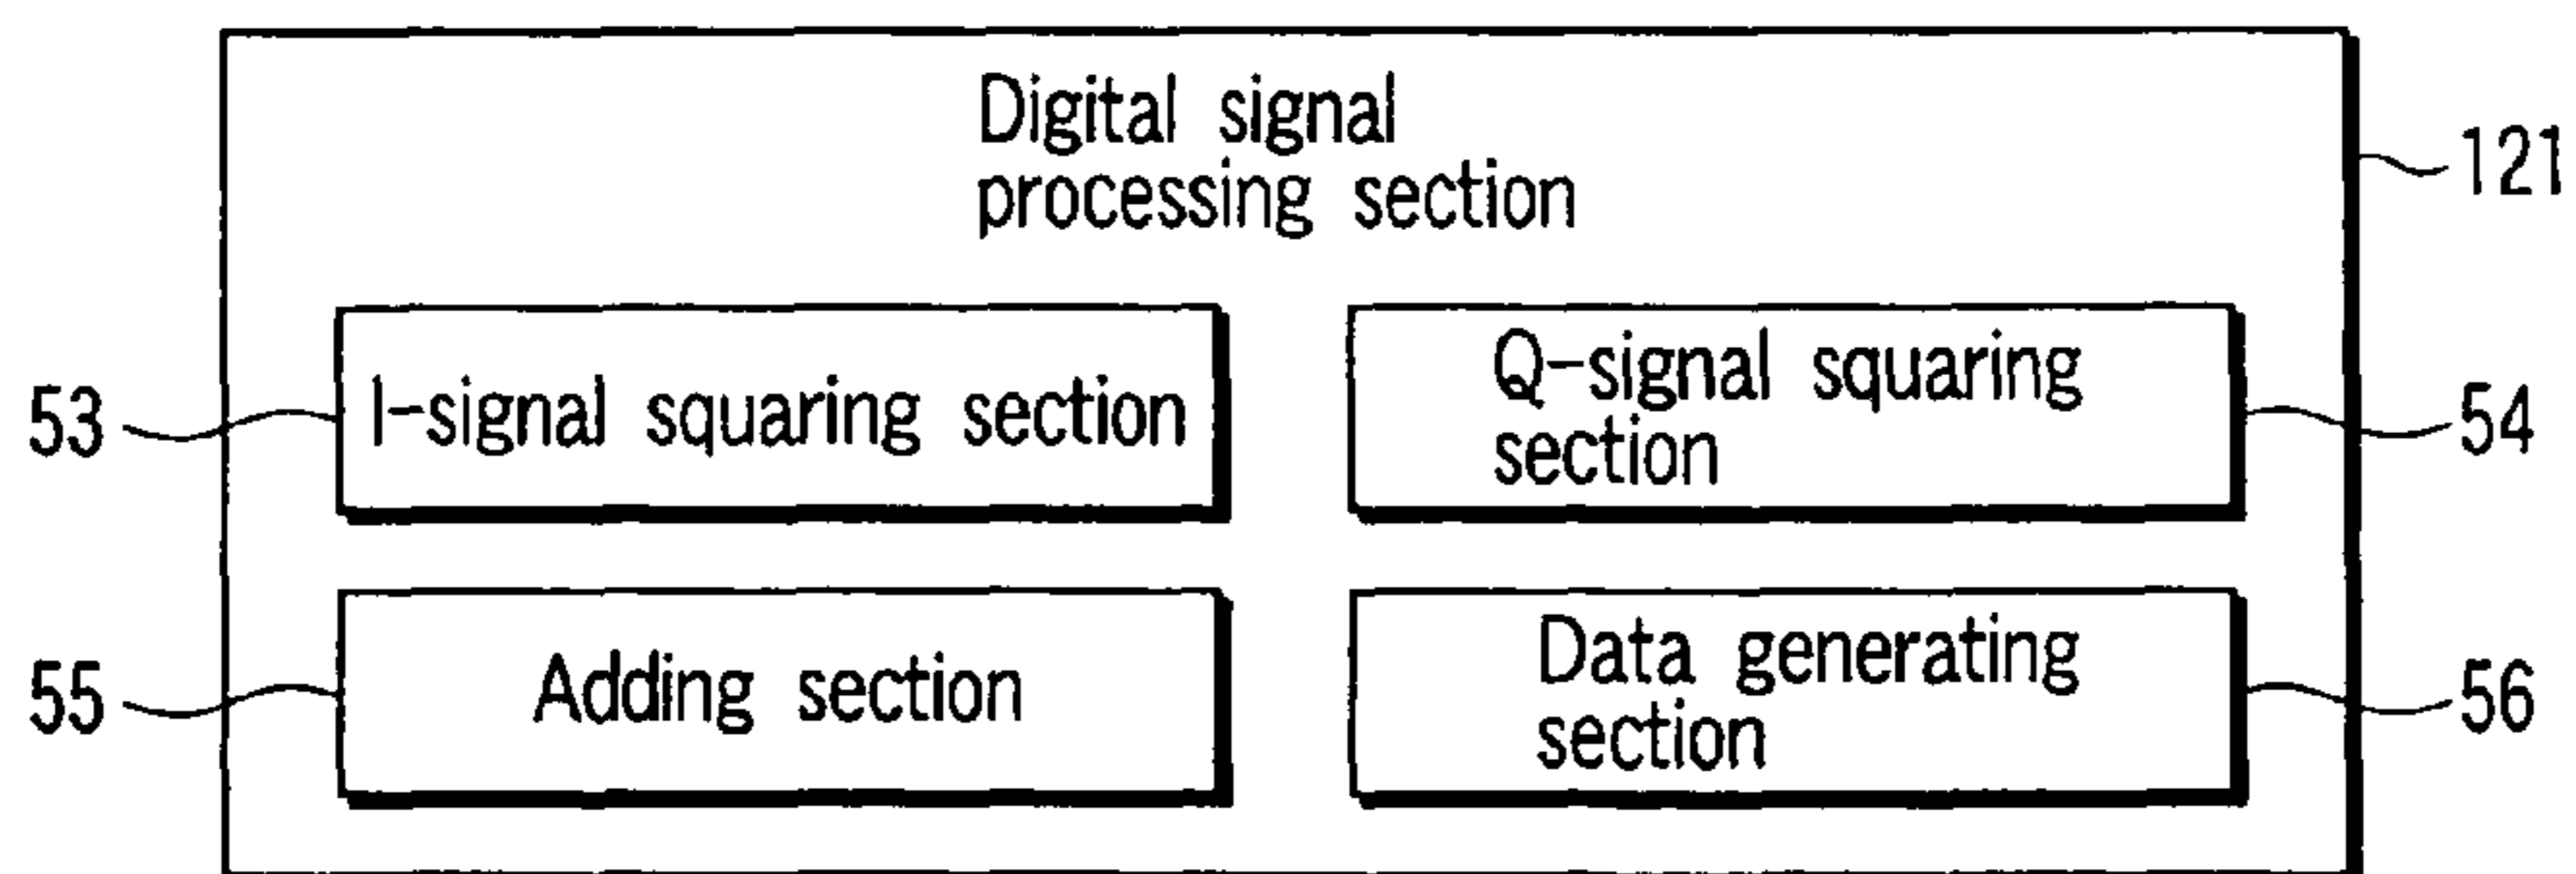 Digital signal
processing section
121
53
I-signal squaring section
Q-signal squaring
section
54
55
Adding section
Data generating
section
56